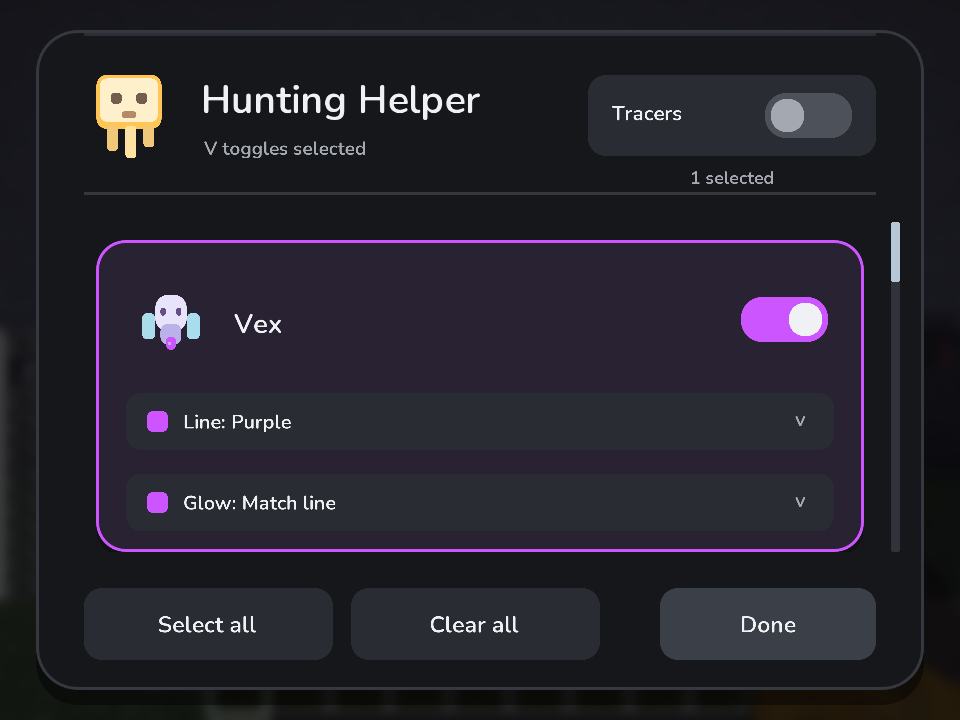 Hunting Helper
V toggles selected
Tracers
1 selected
Vex
Line: Purple
Glow: Match line
Select all
Clear all
Done